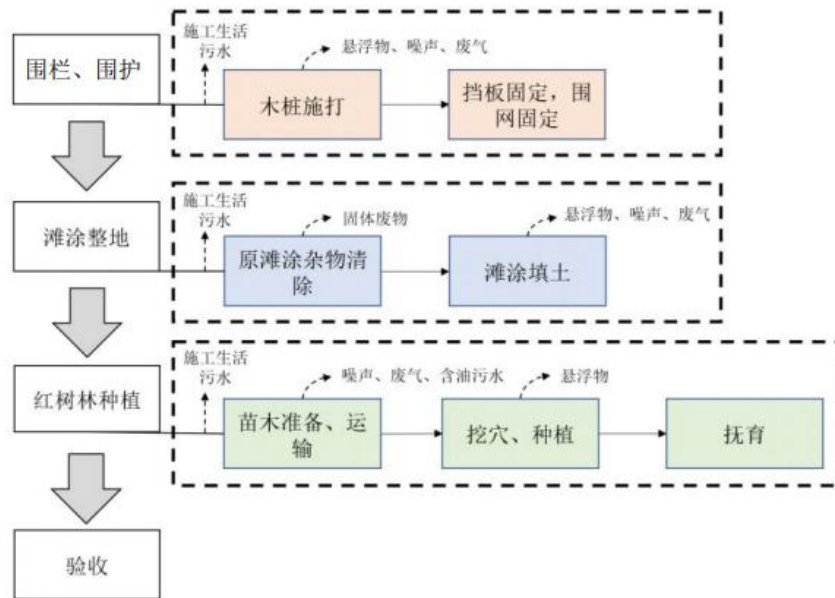 施工生活
污水
悬浮物、噪声、废气
围栏、围护
木桩施打
挡板固定，围
网固定
施工生活
污水
固体废物
悬浮物、噪声、废气
滩涂整地
原滩涂杂物清
除
滩涂填土
施工生活
污水
噪声、废气、含油污水
悬浮物
红树林种植
苗木准备、运
输
挖穴、种植
抚育
验收